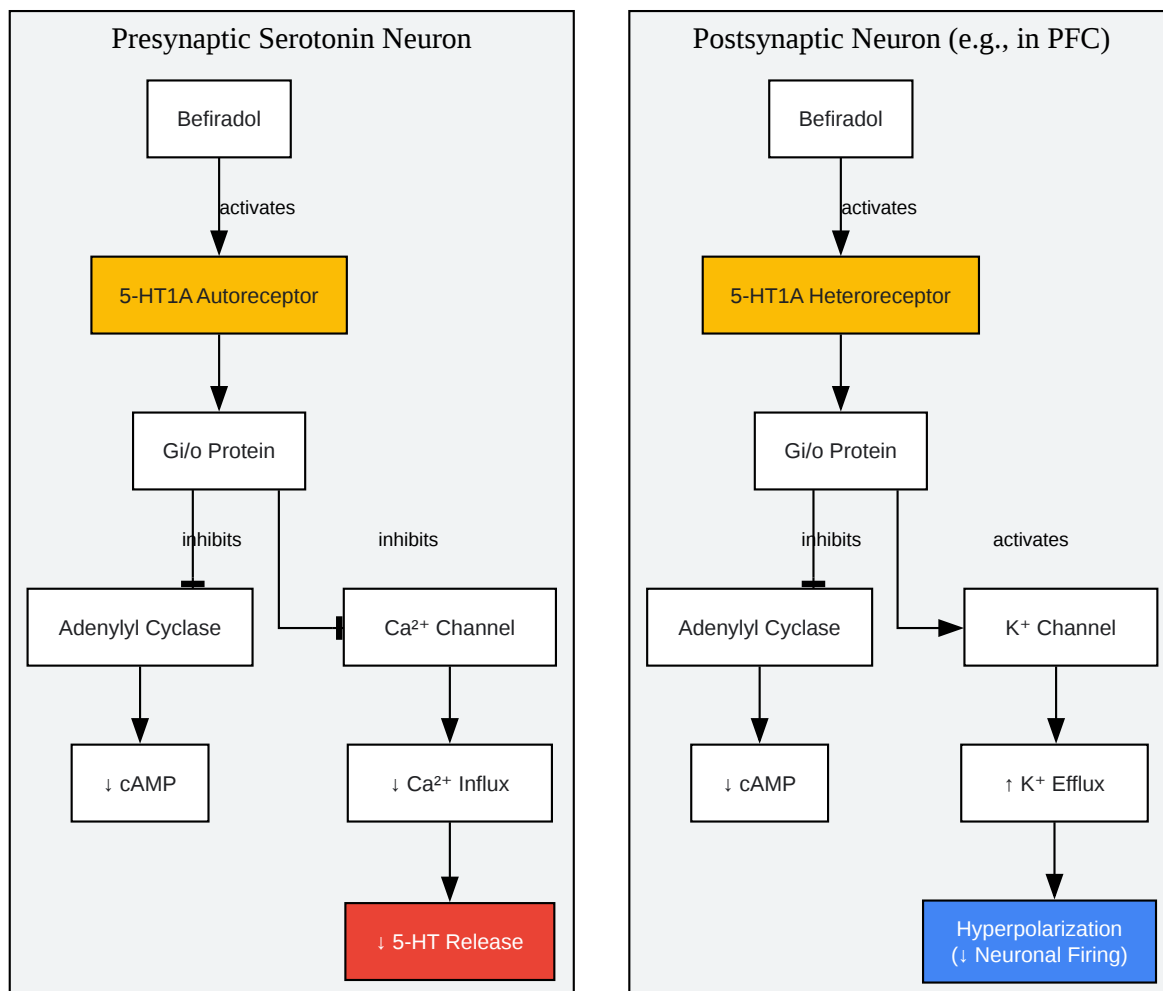 Presynaptic Serotonin Neuron
Befiradol
activates
5-HT1A Autoreceptor
Gi/o Protein
inhibits
inhibits
Adenylyl Cyclase
Ca²⁺ Channel
↓ cAMP
↓ Ca²⁺ Influx
↓ 5-HT Release
Postsynaptic Neuron (e.g., in PFC)
Befiradol
activates
5-HT1A Heteroreceptor
Gi/o Protein
inhibits
activates
Adenylyl Cyclase
K⁺ Channel
↓ cAMP
↑ K⁺ Efflux
Hyperpolarization
(↓ Neuronal Firing)